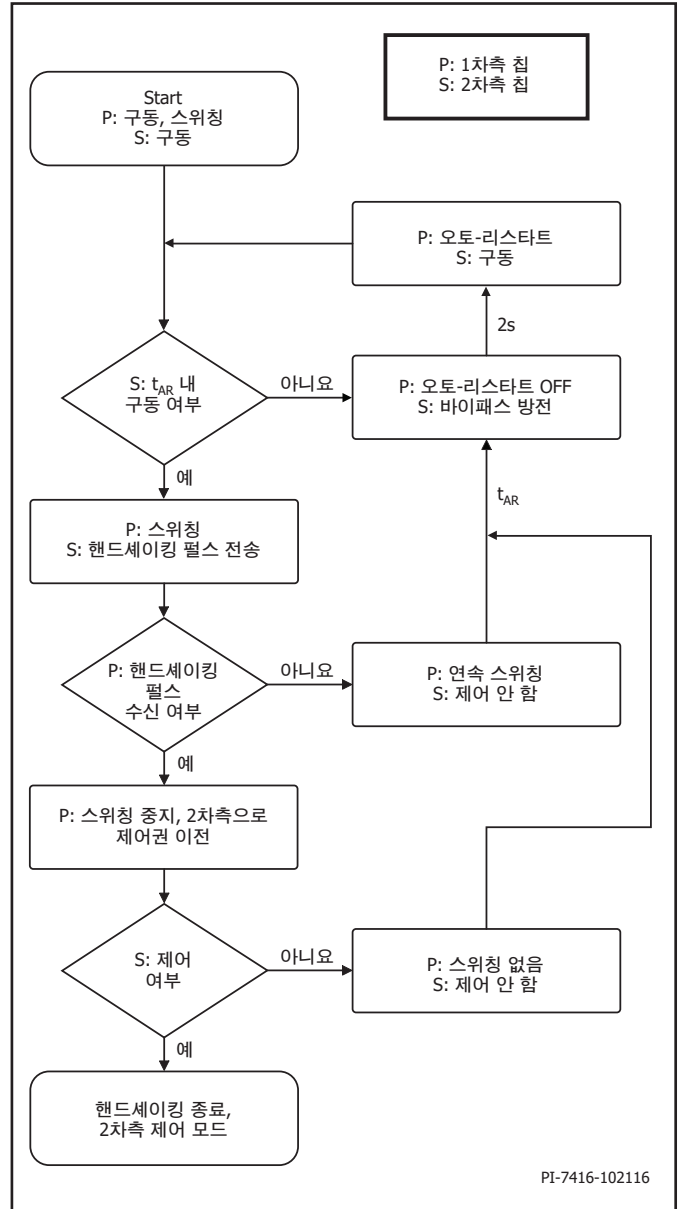 P: 1차측 칩
S: 2차측 칩
Start
P: 구동, 스위칭
S: 구동
P: 오토-리스타트
S: 구동
2s
S: tAR 내
구동 여부
아니요
P: 오토-리스타트 OFF
S: 바이패스 방전
예
tAR
P: 스위칭
S: 핸드셰이킹 펄스 전송
P: 핸드셰이킹
펄스
수신 여부
아니요
P: 연속 스위칭
S: 제어 안 함
예
P: 스위칭 중지, 2차측으로
제어권 이전
S: 제어
여부
아니요
P: 스위칭 없음
S: 제어 안 함
예
핸드셰이킹 종료,
2차측 제어 모드
PI-7416-102116